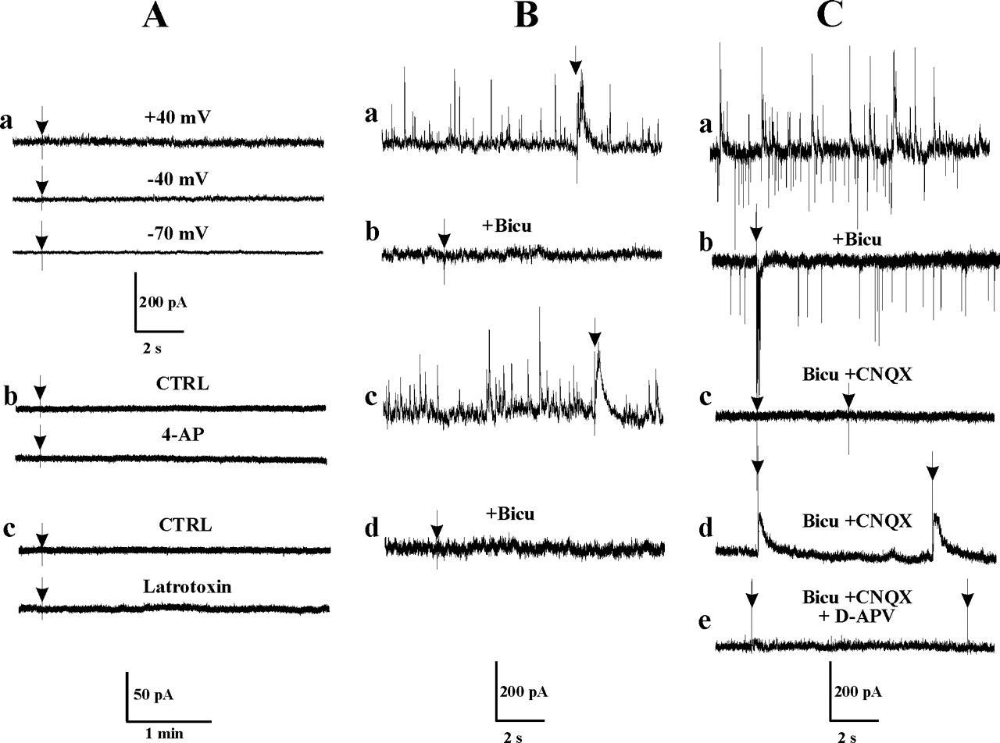 A
a
+40 mV
-40 mV
-70 mV
200 pA
2 s
b
CTRL
4-AP
c
CTRL
Latrotoxin
50 pA
1 min
B
a
b
+Bicu
c
d
+Bicu
200 pA
2 s
C
a
b
+Bicu
c
Bicu +CNQX
d
Bicu +CNQX
e
Bicu +CNQX
+ D-APV
200 pA
2 s